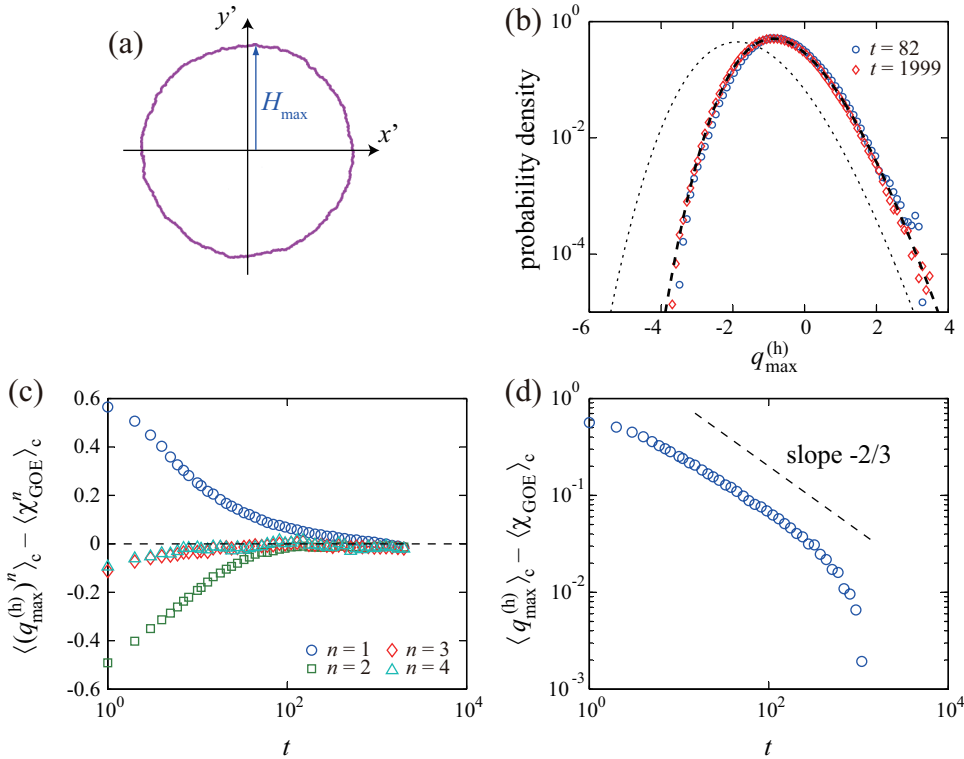 (a)
y'
H_max
x'
(b)
probability density
10^0
10^-2
10^-4
-6 -4 -2 0 2 4
q_max^(h)
t = 82
t = 1999
(c)
⟨(q_max^(h))^n⟩_c − ⟨χ_GOE^n⟩_c
0.6
0.4
0.2
0
-0.2
-0.4
-0.6
n = 1 n = 3
n = 2 n = 4
10^0 10^2 10^4
t
(d)
⟨q_max^(h)⟩_c − ⟨χ_GOE⟩_c
10^0
10^-1
10^-2
10^-3
slope -2/3
10^0 10^2 10^4
t